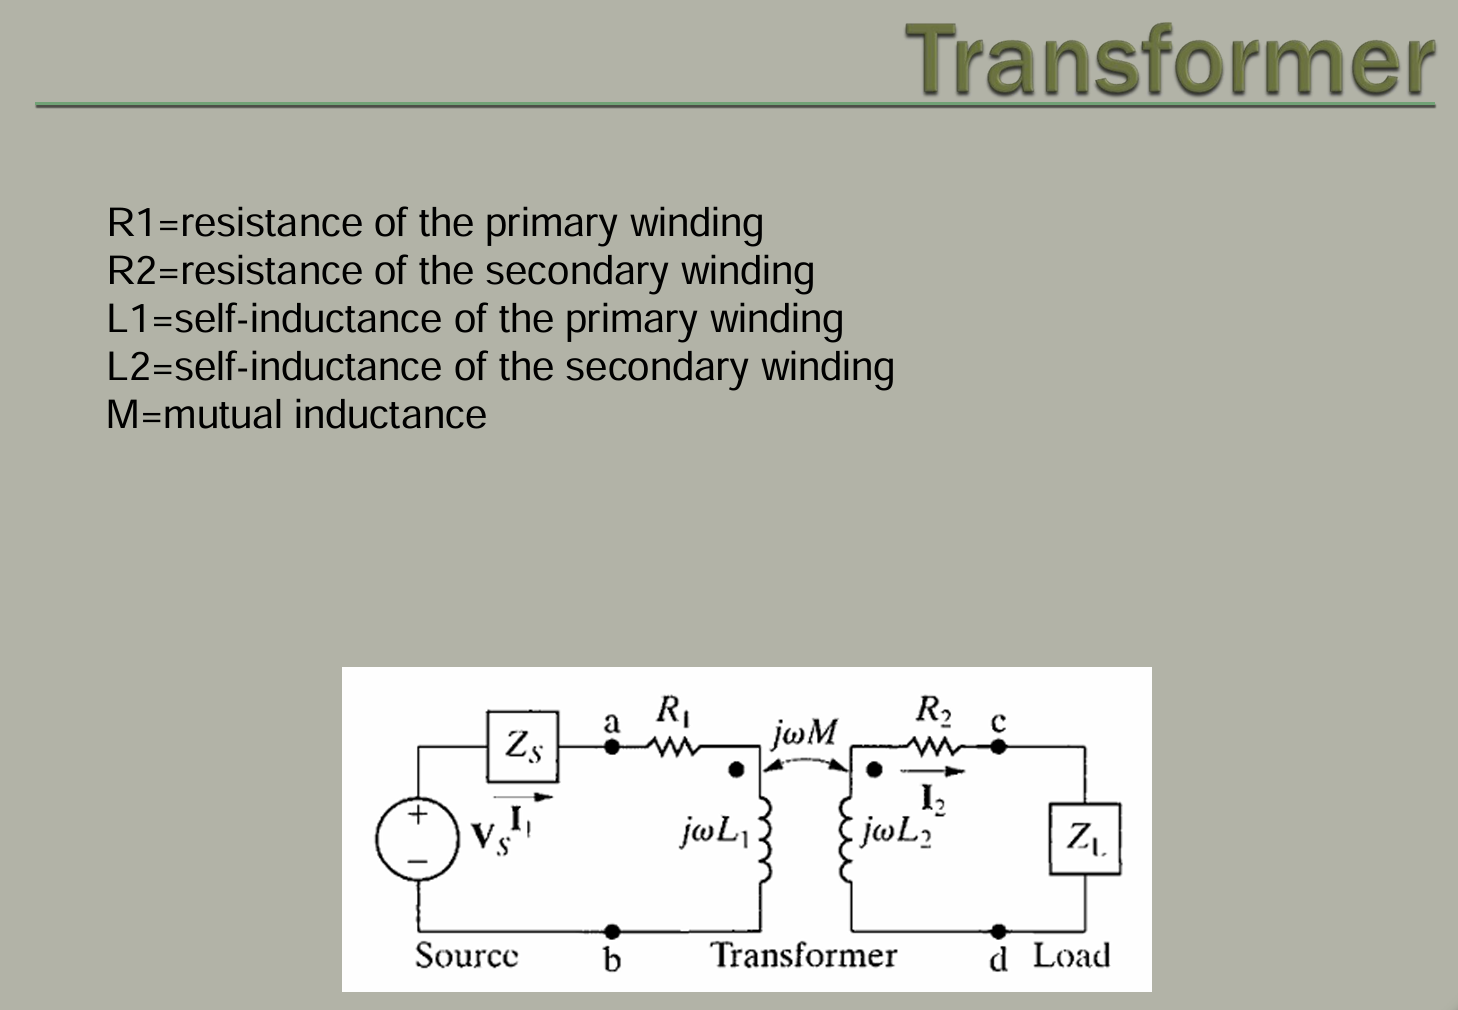 Transformer
R1=resistance of the primary winding
R2=resistance of the secondary winding
L1=self-inductance of the primary winding
L2=self-inductance of the secondary winding
M=mutual inductance
Z_S
a
R_1
jωM
R_2
c
I_1
I_2
+
−
V_S
jωL_1
jωL_2
Z_L
Source
b
Transformer
d
Load